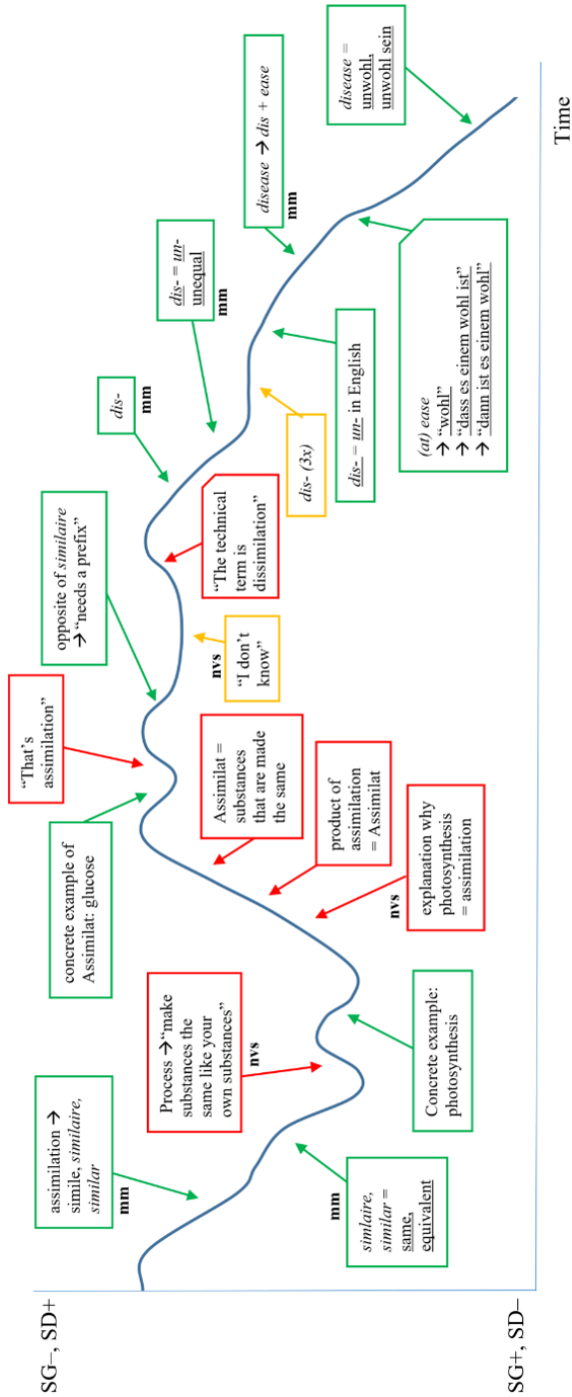 SG–, SD+
SG+, SD–
Time
assimilation →
simile, similaire,
similar
mm
simlaire,
similar =
same,
equivalent
mm
Process →“make
substances the
same like your
own substances”
nvs
Concrete example:
photosynthesis
concrete example of
Assimilat: glucose
explanation why
photosynthesis
= assimilation
nvs
product of
assimilation
= Assimilat
Assimilat =
substances
that are made
the same
“That’s
assimilation”
opposite of similaire
→ “needs a prefix”
nvs
“I don’t
know”
“The technical
term is
dissimilation”
dis-
mm
dis- = un-
unequal
mm
dis- (3x)
dis- = un- in English
disease → dis + ease
mm
(at) ease
→ “wohl”
→ “dass es einem wohl ist”
→ “dann ist es einem wohl”
disease =
unwohl,
unwohl sein